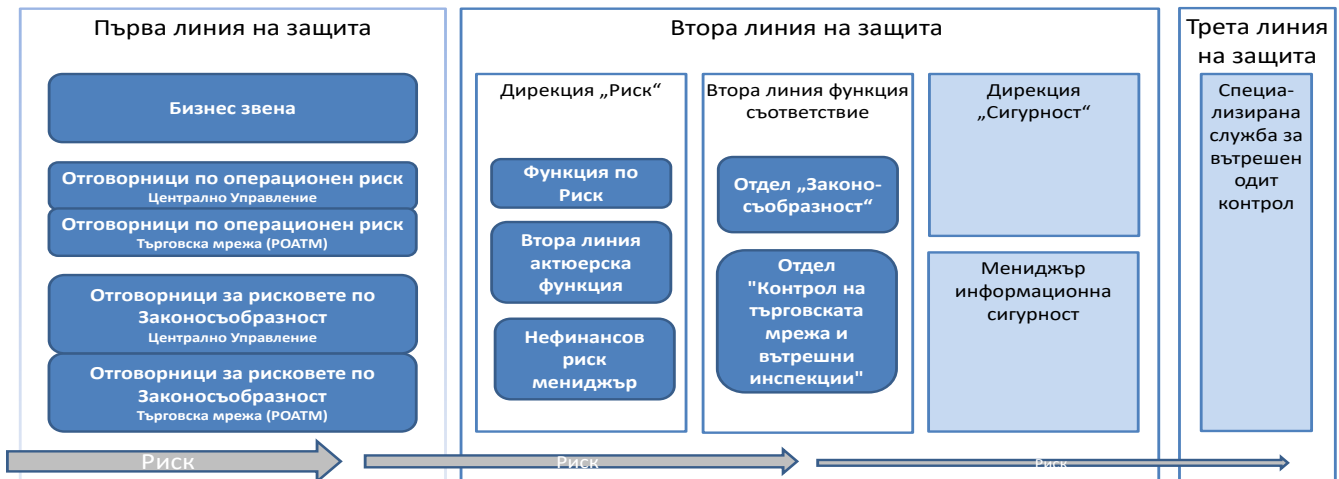 Първа линия на защита
Бизнес звена
Отговорници по операционен риск
Централно Управление
Отговорници по операционен риск
Търговска мрежа (РОАТМ)
Отговорници за рисковете по
Законосъобразност
Централно Управление
Отговорници за рисковете по
Законосъобразност
Търговска мрежа (РОАТМ)
Риск
Втора линия на защита
Дирекция „Риск“
Функция по
Риск
Втора линия
актюерска
функция
Нефинансов
риск
мениджър
Втора линия функция
съответствие
Отдел „Законо-
съобразност“
Отдел
"Контрол на
търговската
мрежа и
вътрешни
инспекции"
Дирекция
„Сигурност“
Мениджър
информационна
сигурност
Риск
Трета линия
на защита
Специа-
лизирана
служба за
вътрешен
одит
контрол
Риск